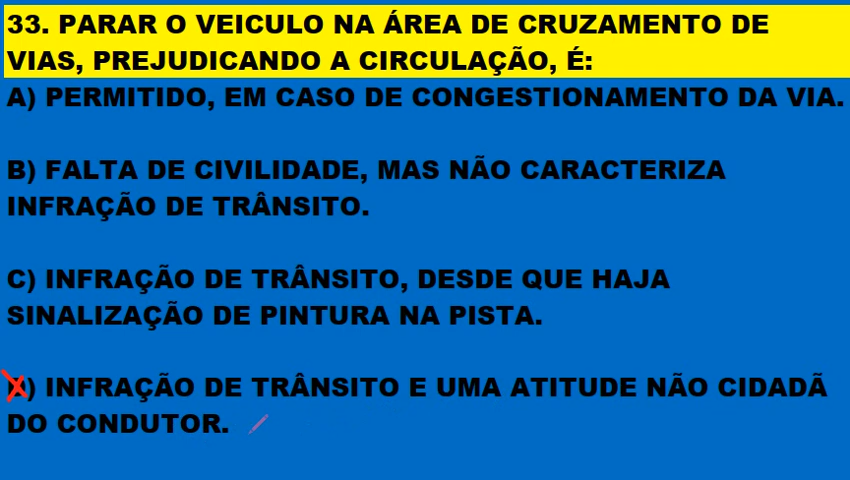 33. PARAR O VEICULO NA ÁREA DE CRUZAMENTO DE
VIAS, PREJUDICANDO A CIRCULAÇÃO, É:
A) PERMITIDO, EM CASO DE CONGESTIONAMENTO DA VIA.
B) FALTA DE CIVILIDADE, MAS NÃO CARACTERIZA
INFRAÇÃO DE TRÂNSITO.
C) INFRAÇÃO DE TRÂNSITO, DESDE QUE HAJA
SINALIZAÇÃO DE PINTURA NA PISTA.
D) INFRAÇÃO DE TRÂNSITO E UMA ATITUDE NÃO CIDADÃ
DO CONDUTOR.